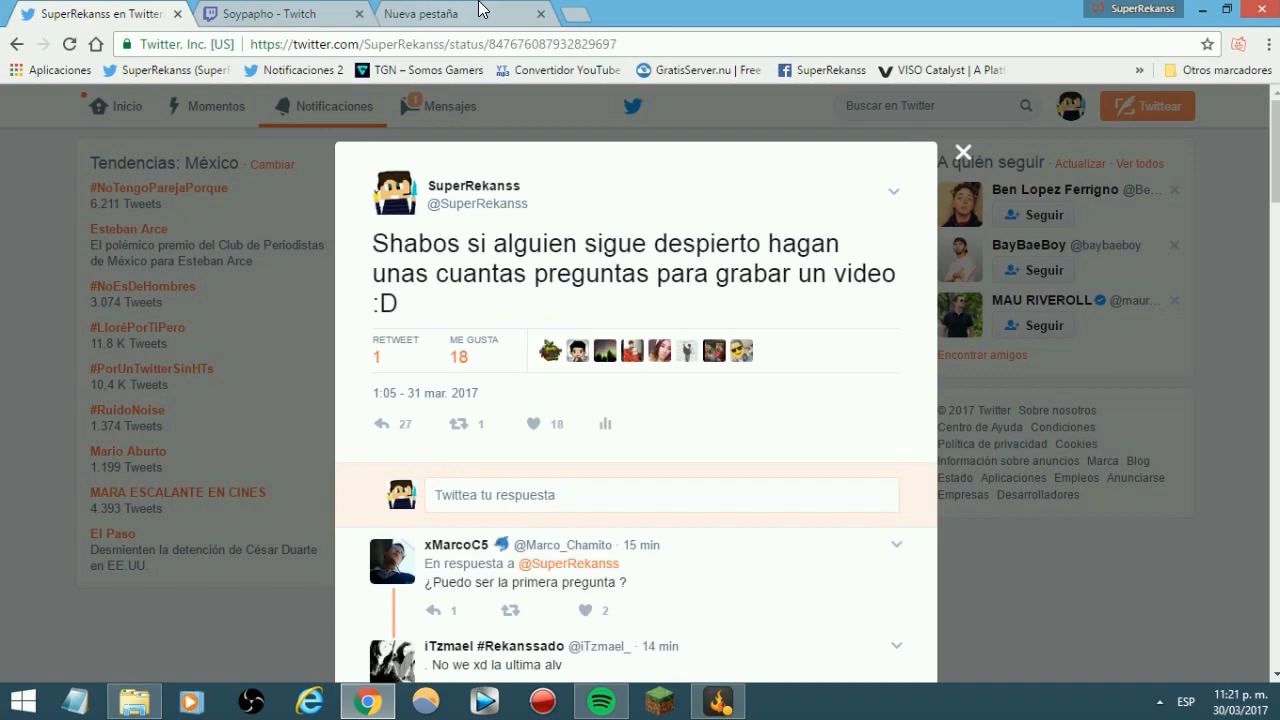 SuperRekanss en Twitter
Soypapho - Twitch
Nueva pestaña
SuperRekanss
Twitter, Inc. [US]
https://twitter.com/SuperRekanss/status/847676087932829697
Aplicaciones
SuperRekanss (SuperF
Notificaciones 2
TGN – Somos Gamers
Convertidor YouTube
GratisServer.nu | Free
SuperRekanss
VISO Catalyst | A Platf
»
Otros marcadores
Inicio
Momentos
Notificaciones
1
Mensajes
Buscar en Twitter
Twittear
Tendencias: México · Cambiar
#NoTengoParejaPorque
6.211 Tweets
Esteban Arce
El polémico premio del Club de Periodistas
de México para Esteban Arce
#NoEsDeHombres
3.074 Tweets
#LloréPorTiPero
11,8 K Tweets
#PorUnTwitterSinHTs
10,4 K Tweets
#RuidoNoise
1.374 Tweets
Mario Aburto
1.199 Tweets
MARA ESCALANTE EN CINES
4.393 Tweets
El Paso
Desmienten la detención de César Duarte
en EE.UU.
SuperRekanss
@SuperRekanss
Shabos si alguien sigue despierto hagan
unas cuantas preguntas para grabar un video
:D
RETWEET
1
ME GUSTA
18
1:05 - 31 mar. 2017
27
1
18
Twittea tu respuesta
xMarcoC5 @Marco_Chamito · 15 min
En respuesta a @SuperRekanss
¿Puedo ser la primera pregunta ?
1
2
iTzmael #Rekanssado @iTzmael_ · 14 min
. No we xd la ultima alv
A quién seguir · Actualizar · Ver todos
Ben Lopez Ferrigno @Be...
Seguir
BayBaeBoy @baybaeboy
Seguir
MAU RIVEROLL @maur...
Seguir
Encontrar amigos
© 2017 Twitter Sobre nosotros
Centro de Ayuda Condiciones
Política de privacidad Cookies
Información sobre anuncios Marca Blog
Estado Aplicaciones Empleos Anunciarse
Empresas Desarrolladores
ESP
11:21 p. m.
30/03/2017